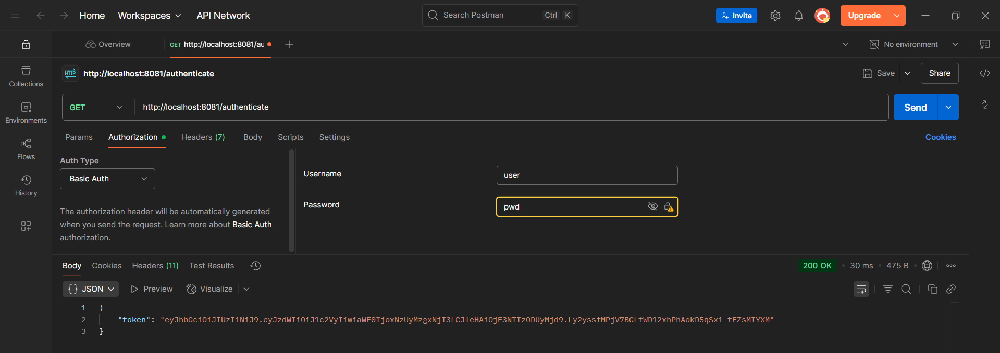 Home Workspaces API Network Search Postman Ctrl K Invite Upgrade
Overview GET http://localhost:8081/au No environment
HTTP http://localhost:8081/authenticate Save Share
Collections
GET http://localhost:8081/authenticate Send
Environments
Params Authorization Headers (7) Body Scripts Settings Cookies
Flows
Auth Type
Basic Auth
Username user
History
Password pwd
The authorization header will be automatically generated
when you send the request. Learn more about Basic Auth
authorization.
Body Cookies Headers (11) Test Results 200 OK • 30 ms • 475 B •
{} JSON Preview Visualize
1 {
2 "token": "eyJhbGciOiJIUzI1NiJ9.eyJzdWIiOiJ1c2VyIiwiaWF0IjoxNzUyMzgxNjI3LCJleHAiOjE3NTIzODUyMjd9.Ly2yssfMPjV7BGLtWD12xhPhAokD5qSx1-tEZsMIYXM"
3 }